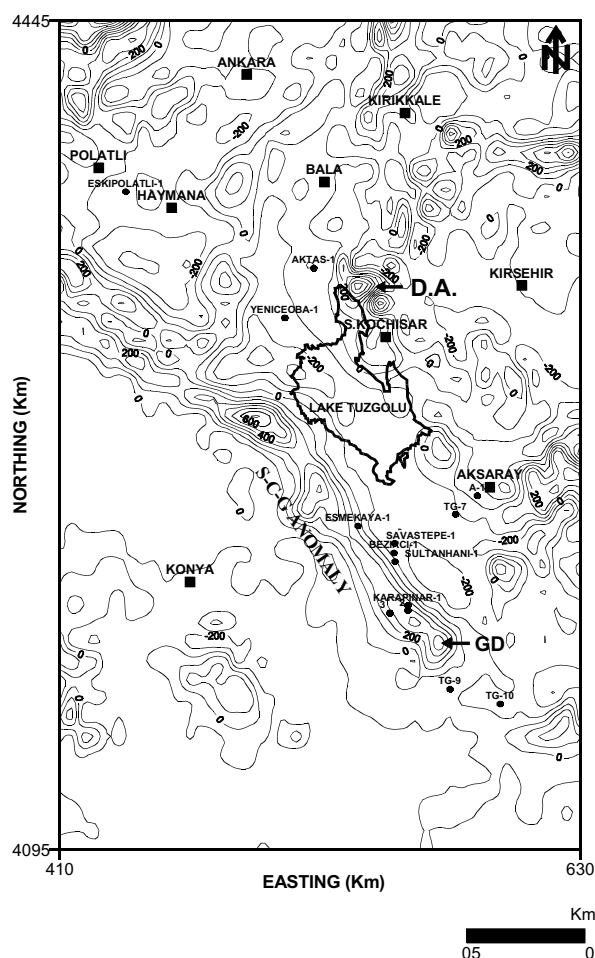 4445
N
ANKARA
KIRIKKALE
POLATLI
ESKIPOLATLI-1
HAYMANA
BALA
AKTAS-1
KIRSEHIR
D.A.
YENICEOBA-1
S.KOCHISAR
LAKE TUZGOLU
600
400
S-C-G ANOMALY
AKSARAY
A-1
TG-7
ESMEKAYA-1
SAVASTEPE-1
BEZIRCI-1
SULTANHANI-1
KONYA
KARAPINAR-1
3
2
GD
TG-9
TG-10
200
0
-200
NORTHING (Km)
4095
410
630
EASTING (Km)
Km
05
0